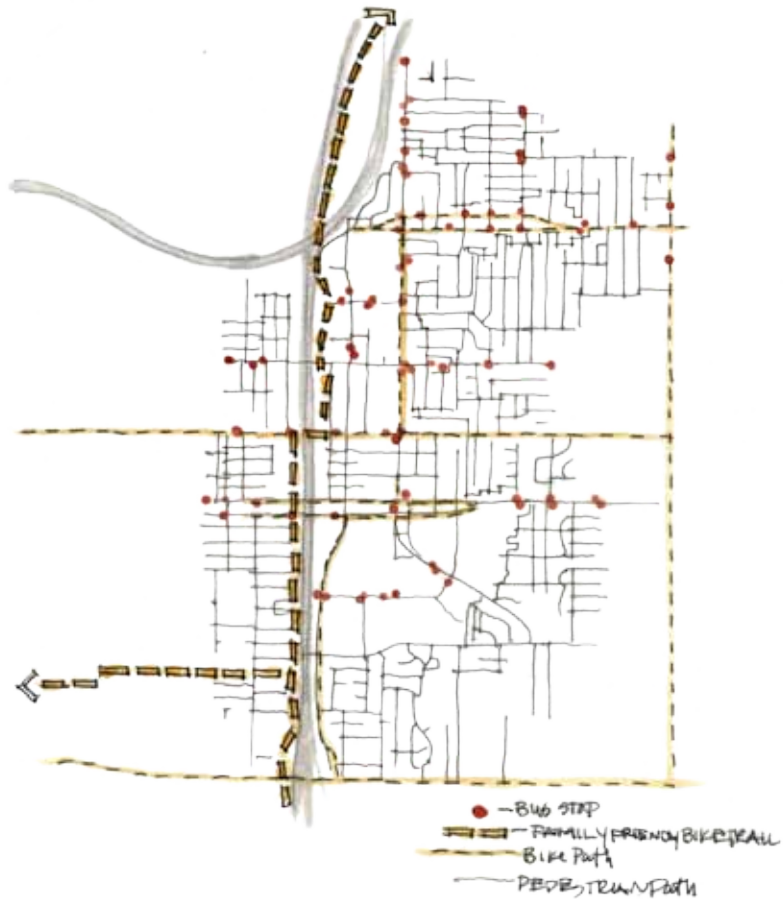 - BUS STOP
- FAMILY FRIENDLY BIKE TRAIL
Bike Path
- PEDESTRIAN Path